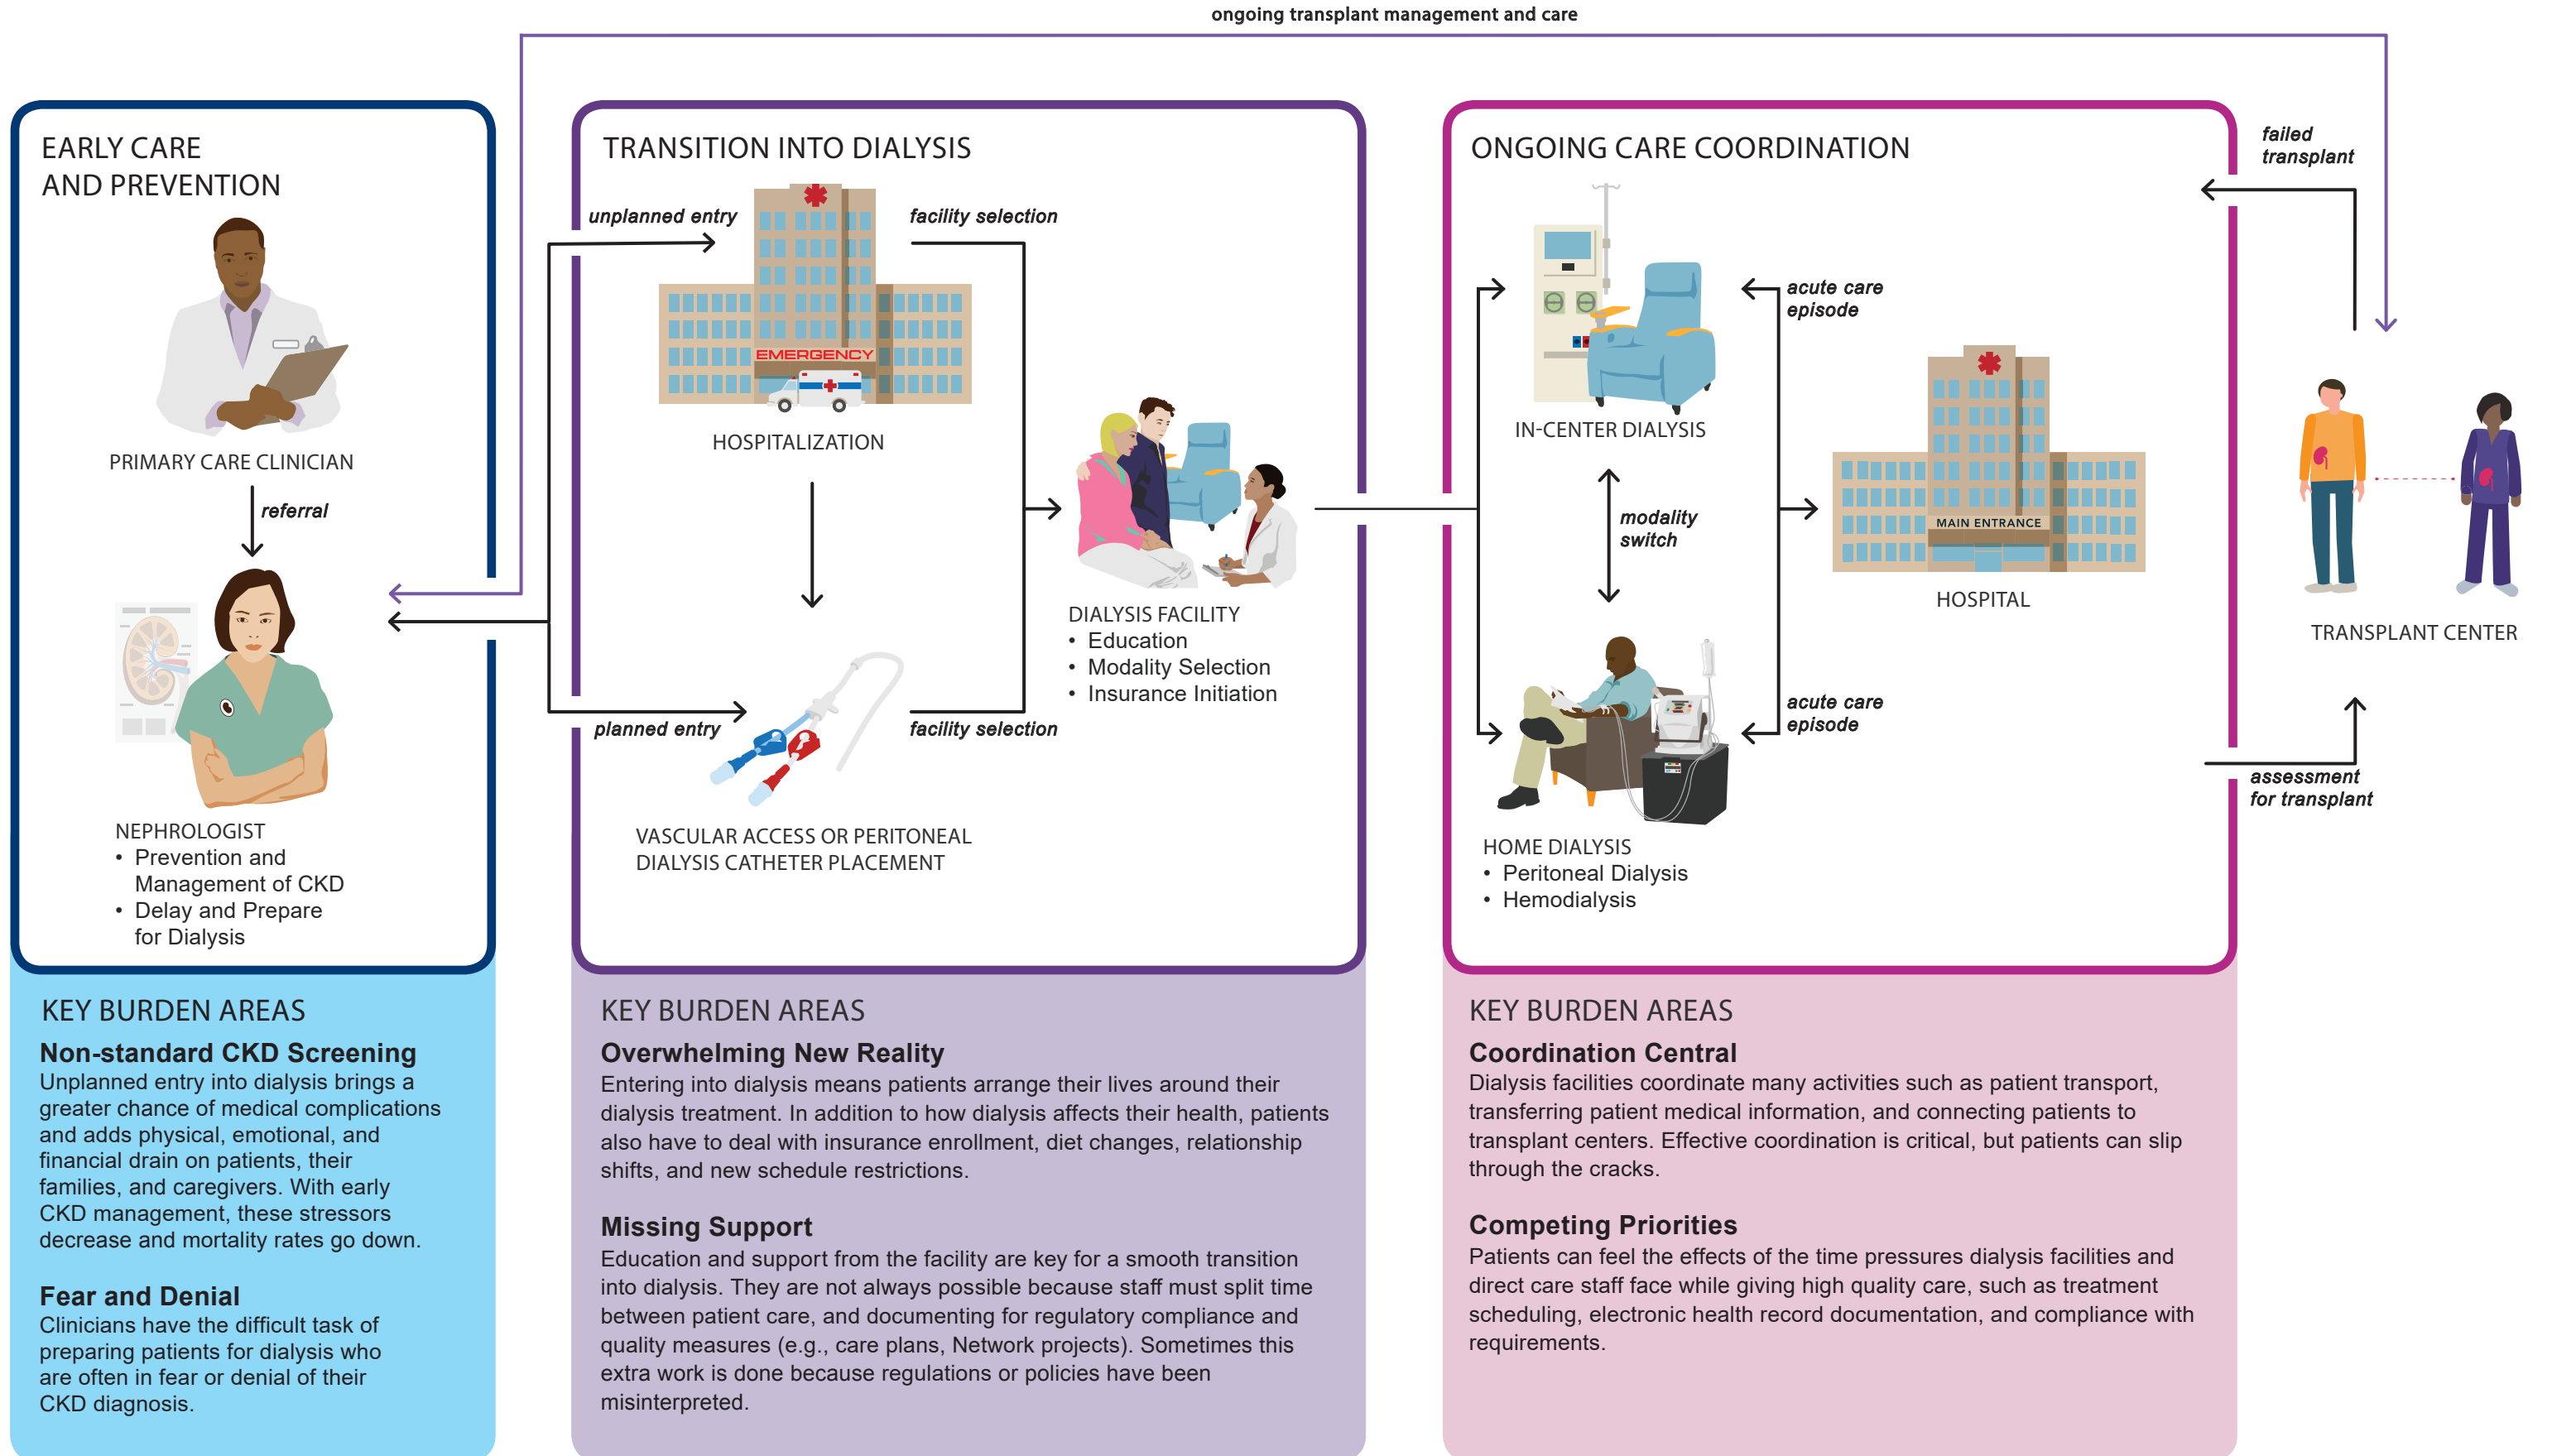 ongoing transplant management and care
EARLY CARE
AND PREVENTION
PRIMARY CARE CLINICIAN
referral
NEPHROLOGIST
• Prevention and
Management of CKD
• Delay and Prepare
for Dialysis
KEY BURDEN AREAS
Non-standard CKD Screening
Unplanned entry into dialysis brings a
greater chance of medical complications
and adds physical, emotional, and
financial drain on patients, their
families, and caregivers. With early
CKD management, these stressors
decrease and mortality rates go down.
Fear and Denial
Clinicians have the difficult task of
preparing patients for dialysis who
are often in fear or denial of their
CKD diagnosis.
TRANSITION INTO DIALYSIS
unplanned entry
facility selection
EMERGENCY
HOSPITALIZATION
planned entry
facility selection
VASCULAR ACCESS OR PERITONEAL
DIALYSIS CATHETER PLACEMENT
DIALYSIS FACILITY
• Education
• Modality Selection
• Insurance Initiation
KEY BURDEN AREAS
Overwhelming New Reality
Entering into dialysis means patients arrange their lives around their
dialysis treatment. In addition to how dialysis affects their health, patients
also have to deal with insurance enrollment, diet changes, relationship
shifts, and new schedule restrictions.
Missing Support
Education and support from the facility are key for a smooth transition
into dialysis. They are not always possible because staff must split time
between patient care, and documenting for regulatory compliance and
quality measures (e.g., care plans, Network projects). Sometimes this
extra work is done because regulations or policies have been
misinterpreted.
ONGOING CARE COORDINATION
IN-CENTER DIALYSIS
acute care
episode
modality
switch
MAIN ENTRANCE
HOSPITAL
acute care
episode
HOME DIALYSIS
• Peritoneal Dialysis
• Hemodialysis
KEY BURDEN AREAS
Coordination Central
Dialysis facilities coordinate many activities such as patient transport,
transferring patient medical information, and connecting patients to
transplant centers. Effective coordination is critical, but patients can slip
through the cracks.
Competing Priorities
Patients can feel the effects of the time pressures dialysis facilities and
direct care staff face while giving high quality care, such as treatment
scheduling, electronic health record documentation, and compliance with
requirements.
failed
transplant
TRANSPLANT CENTER
assessment
for transplant